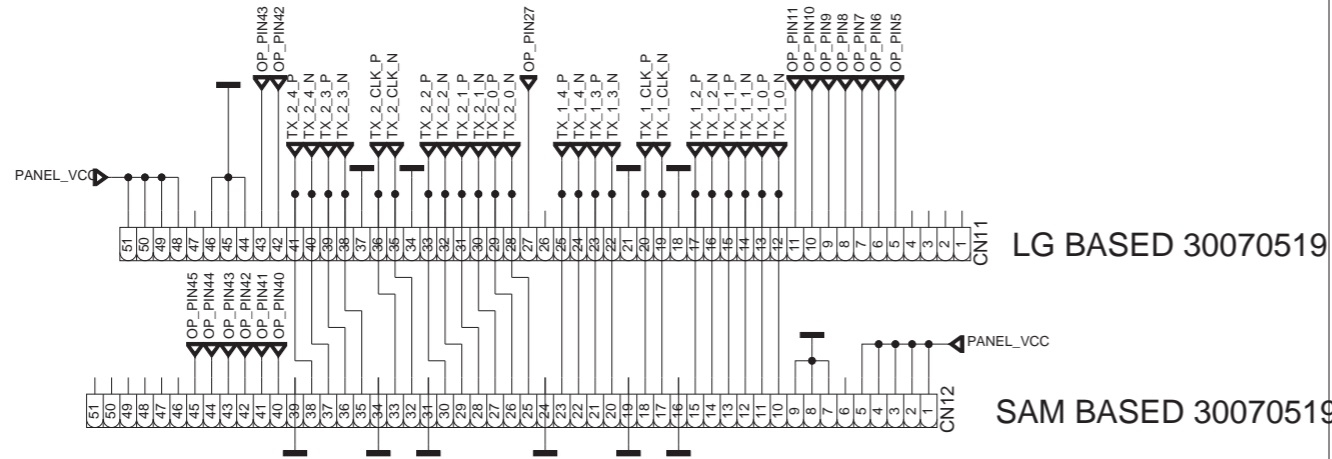 OP_PIN43
OP_PIN42
TX_2_4_P
TX_2_4_N
TX_2_3_P
TX_2_3_N
TX_2_CLK_P
TX_2_CLK_N
TX_2_2_P
TX_2_2_N
TX_2_1_P
TX_2_1_N
TX_2_0_P
TX_2_0_N
OP_PIN27
TX_1_4_P
TX_1_4_N
TX_1_3_P
TX_1_3_N
TX_1_CLK_P
TX_1_CLK_N
TX_1_2_P
TX_1_2_N
TX_1_1_P
TX_1_1_N
TX_1_0_P
TX_1_0_N
OP_PIN11
OP_PIN10
OP_PIN9
OP_PIN8
OP_PIN7
OP_PIN6
OP_PIN5
PANEL_VCC
51 50 49 48 47 46 45 44 43 42 41 40 39 38 37 36 35 34 33 32 31 30 29 28 27 26 25 24 23 22 21 20 19 18 17 16 15 14 13 12 11 10 9 8 7 6 5 4 3 2 1
CN11
LG BASED 30070519
OP_PIN45
OP_PIN44
OP_PIN43
OP_PIN42
OP_PIN41
OP_PIN40
PANEL_VCC
51 50 49 48 47 46 45 44 43 42 41 40 39 38 37 36 35 34 33 32 31 30 29 28 27 26 25 24 23 22 21 20 19 18 17 16 15 14 13 12 11 10 9 8 7 6 5 4 3 2 1
CN12
SAM BASED 30070519